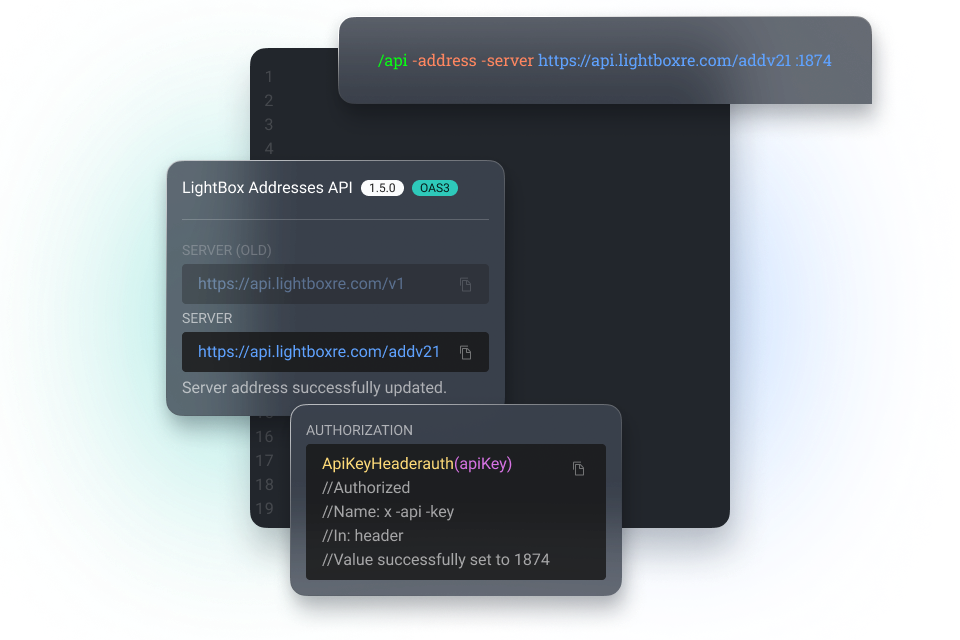 /api -address -server https://api.lightboxre.com/addv21 :1874
1
2
3
4
LightBox Addresses API 1.5.0 OAS3
SERVER (OLD)
https://api.lightboxre.com/v1
SERVER
https://api.lightboxre.com/addv21
Server address successfully updated.
16
17
18
19
AUTHORIZATION
ApiKeyHeaderauth(apiKey)
//Authorized
//Name: x -api -key
//In: header
//Value successfully set to 1874